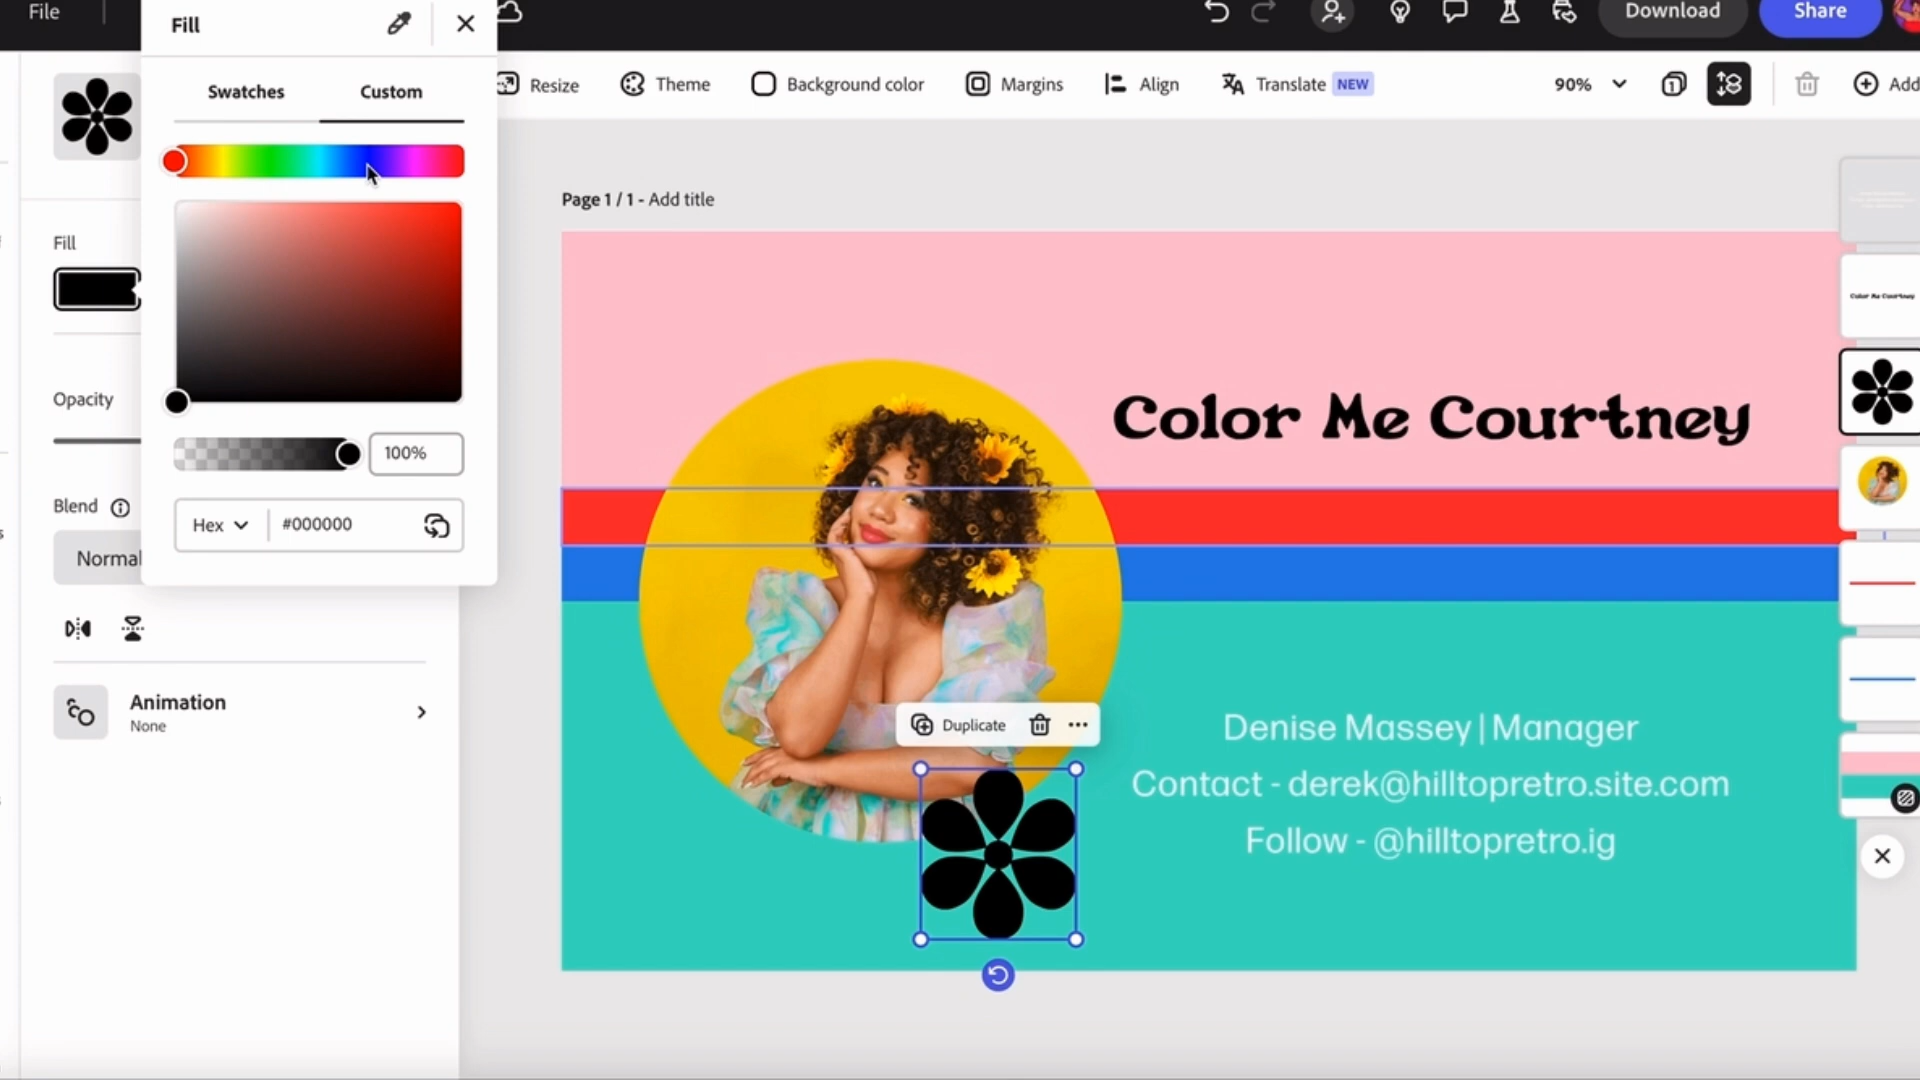 File
Fill
Download
Share
Swatches
Custom
Resize
Theme
Background color
Margins
Align
Translate NEW
90%
1
Add
Page 1 / 1 - Add title
Fill
Opacity
100%
Blend
Hex
#000000
Normal
Animation
None
Color Me Courtney
Color Me Courtney
Duplicate
Denise Massey | Manager
Contact - derek@hilltopretro.site.com
Follow - @hilltopretro.ig